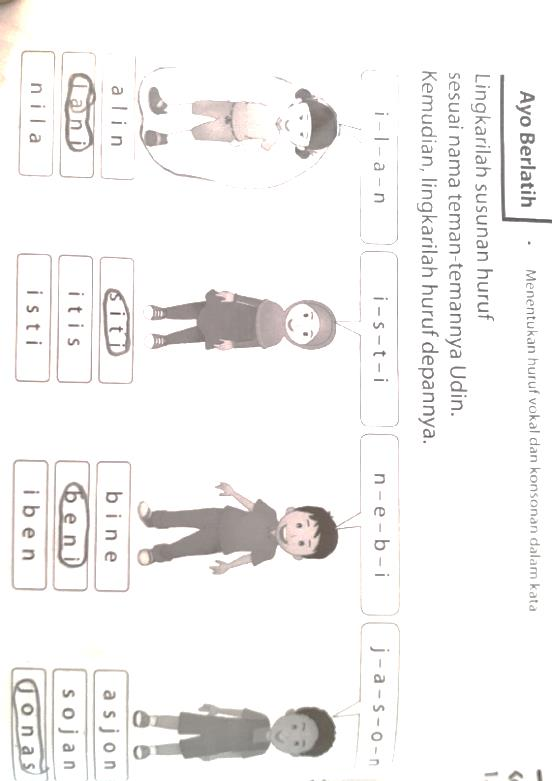 Ayo Berlatih
• Menentukan huruf vokal dan konsonan dalam kata
Lingkarilah susunan huruf
sesuai nama teman-temannya Udin.
Kemudian, lingkarilah huruf depannya.
i – l – a – n
i – s – t – i
n – e – b – i
j – a – s – o – n
a l i n
l a n i
n i l a
s i t i
i t i s
i s t i
b i n e
b e n i
i b e n
a s j o n
s o j a n
j o n a s